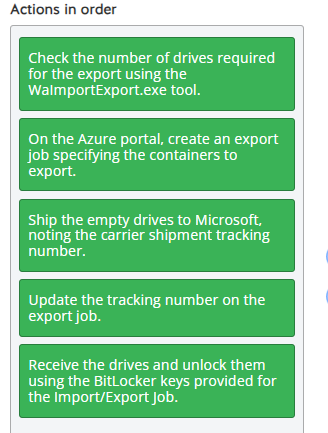 Actions in order
Check the number of drives required
for the export using the
WaImportExport.exe tool.
On the Azure portal, create an export
job specifying the containers to
export.
Ship the empty drives to Microsoft,
noting the carrier shipment tracking
number.
Update the tracking number on the
export job.
Receive the drives and unlock them
using the BitLocker keys provided for
the Import/Export Job.